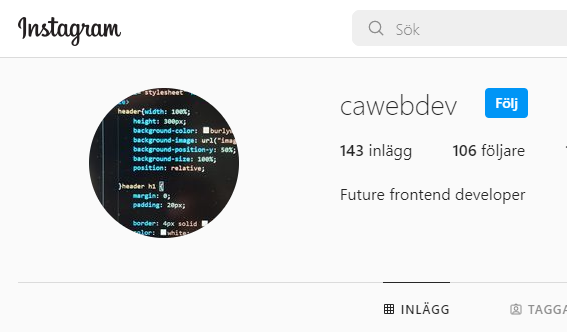 Instagram
Sök
stylesheet
header{width: 100%;
height: 300px;
background-color: burlyw
background-image: url("imag
background-position-y: 50%;
background-size: 100%;
position: relative;
}header h1 {
margin: 0;
padding: 20px;
border: 4px solid
color: white;
cawebdev
Följ
143 inlägg 106 följare
Future frontend developer
INLÄGG
TAGGA